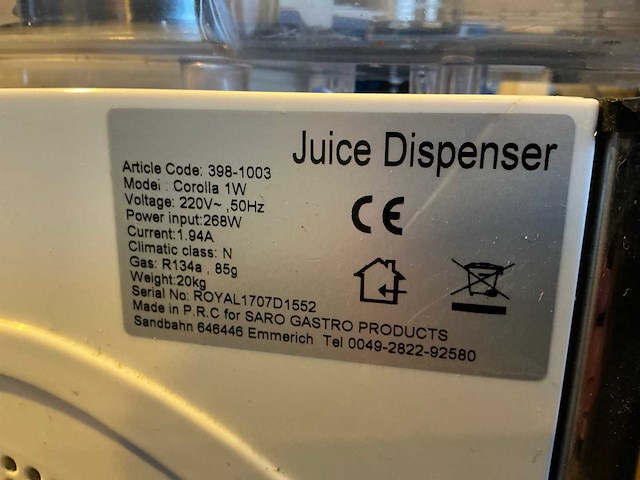 Juice Dispenser
Article Code: 398-1003
Model : Corolla 1W
Voltage: 220V~ ,50Hz
Power input:268W
Current:1.94A
Climatic class: N
Gas: R134a , 85g
Weight:20kg
Serial No: ROYAL1707D1552
Made in P.R.C for SARO GASTRO PRODUCTS
Sandbahn 646446 Emmerich Tel 0049-2822-92580
CE